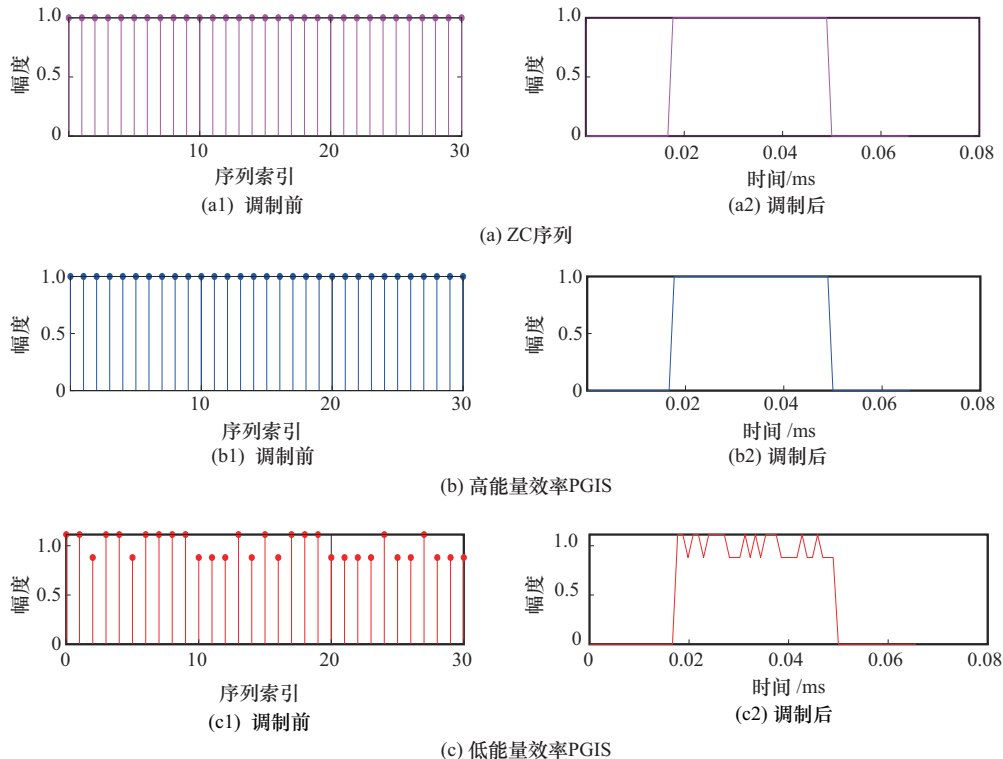 1.0
0.5
0
幅度
10
20
30
序列索引
(a1) 调制前
1.0
0.5
0
幅度
0.02
0.04
0.06
0.08
时间/ms
(a2) 调制后
(a) ZC序列
1.0
0.5
0
幅度
10
20
30
序列索引
(b1) 调制前
1.0
0.5
0
幅度
0.02
0.04
0.06
0.08
时间 /ms
(b2) 调制后
(b) 高能量效率PGIS
1.0
0.5
0
幅度
0
10
20
30
序列索引
(c1) 调制前
1.0
0.5
0
幅度
0
0.02
0.04
0.06
0.08
时间 /ms
(c2) 调制后
(c) 低能量效率PGIS